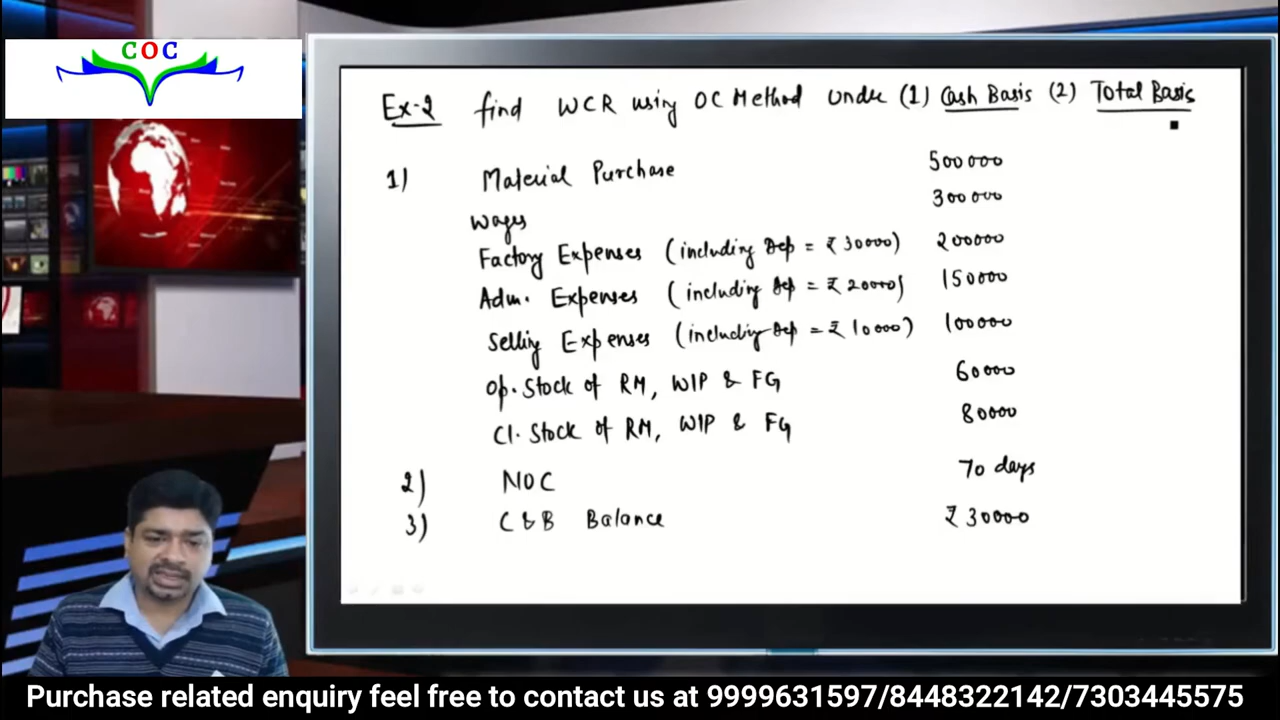 COC
Ex-2 find WCR using OC Method under (1) Cash Basis (2) Total Basis
1) Material Purchase 500000
Wages 300000
Factory Expenses (including Dep = ₹ 30000) 200000
Adm. Expenses (including Dep = ₹ 20000) 150000
Selling Expenses (including Dep = ₹ 10000) 100000
Op. Stock of RM, WIP & FG 60000
Cl. Stock of RM, WIP & FG 80000
2) NOC 70 days
3) C & B Balance ₹ 30000
Purchase related enquiry feel free to contact us at 9999631597/8448322142/7303445575